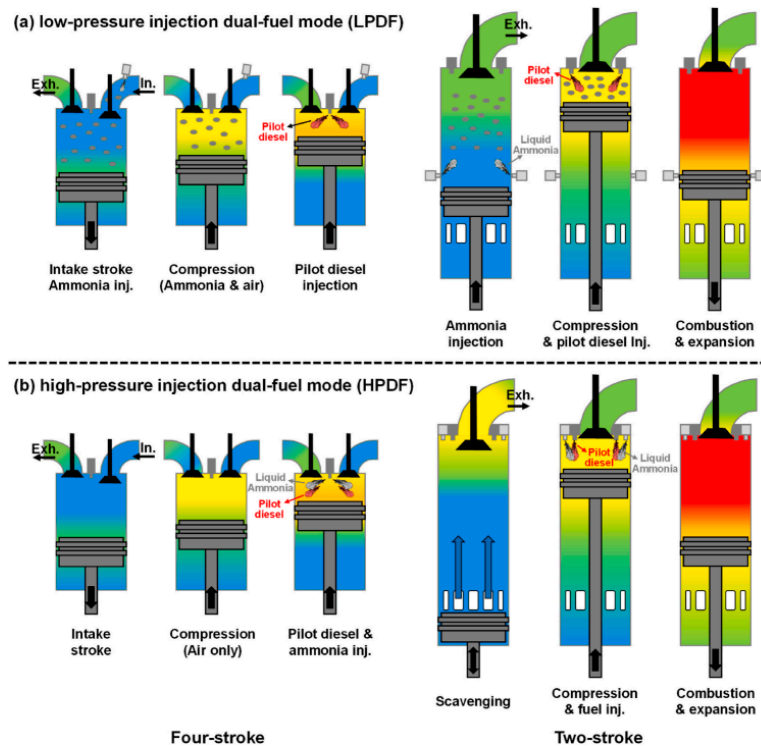 (a) low-pressure injection dual-fuel mode (LPDF)
Exh.
Exh.
In.
Pilot
diesel
Pilot
diesel
Liquid
Ammonia
Intake stroke
Ammonia inj.
Compression
(Ammonia & air)
Pilot diesel
injection
Ammonia
injection
Compression
& pilot diesel Inj.
Combustion
& expansion
(b) high-pressure injection dual-fuel mode (HPDF)
Exh.
Exh.
In.
Liquid
Ammonia
Pilot
diesel
Pilot
diesel
Liquid
Ammonia
Intake
stroke
Compression
(Air only)
Pilot diesel &
ammonia inj.
Scavenging
Compression
& fuel inj.
Combustion
& expansion
Four-stroke
Two-stroke